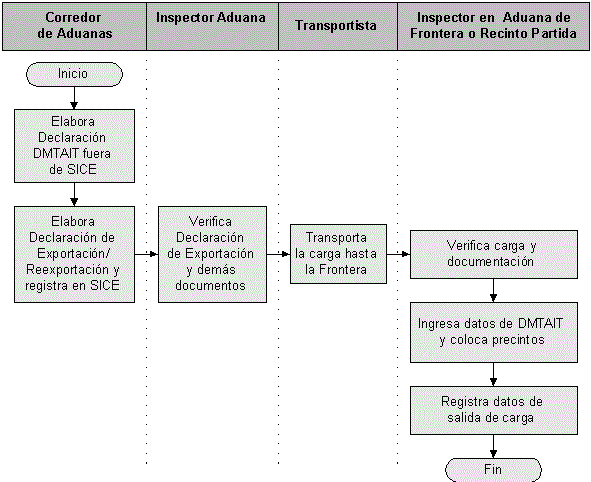 Corredor
de Aduanas
Inspector Aduana
Transportista
Inspector en Aduana de
Frontera o Recinto Partida
Inicio
Elabora
Declaración
DMTAIT fuera
de SICE
Elabora
Declaración de
Exportación/
Reexportación y
registra en SICE
Verifica
Declaración
de Exportación
y demás
documentos
Transporta
la carga hasta
la Frontera
Verifica carga y
documentación
Ingresa datos de DMTAIT
y coloca precintos
Registra datos de
salida de carga
Fin